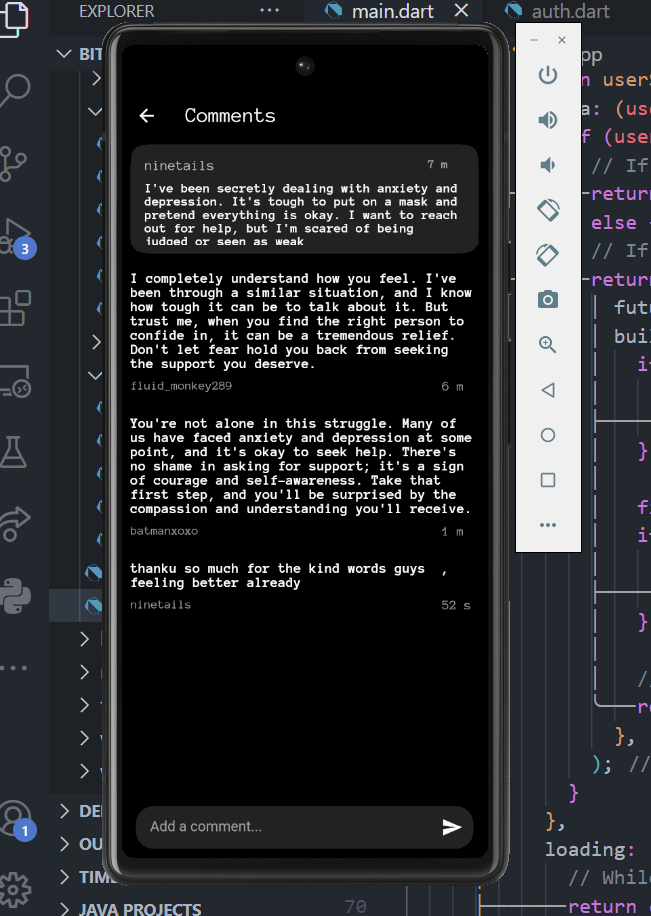 EXPLORER
...
main.dart
auth.dart
BIT
Comments
ninetails
7 m
I've been secretly dealing with anxiety and
depression. It's tough to put on a mask and
pretend everything is okay. I want to reach
out for help, but I'm scared of being
judged or seen as weak
I completely understand how you feel. I've
been through a similar situation, and I know
how tough it can be to talk about it. But
trust me, when you find the right person to
confide in, it can be a tremendous relief.
Don't let fear hold you back from seeking
the support you deserve.
fluid_monkey289
6 m
You're not alone in this struggle. Many of
us have faced anxiety and depression at some
point, and it's okay to seek help. There's
no shame in asking for support; it's a sign
of courage and self-awareness. Take that
first step, and you'll be surprised by the
compassion and understanding you'll receive.
batmanxoxo
1 m
thanku so much for the kind words guys  ,
feeling better already
ninetails
52 s
Add a comment...
3
1
DE
OU
TIM
JAVA PROJECTS
pp
n user
a: (use
f (user
// If
return
else {
// If
return
futu
buil
i
}
f
i
}
//
re
},
); //
}
},
loading:
// Whil
70
return